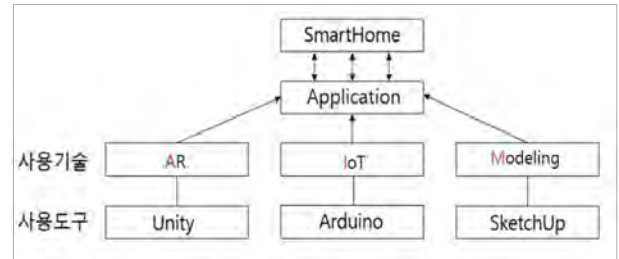 SmartHome
Application
사용기술 AR IoT Modeling
사용도구 Unity Arduino SketchUp